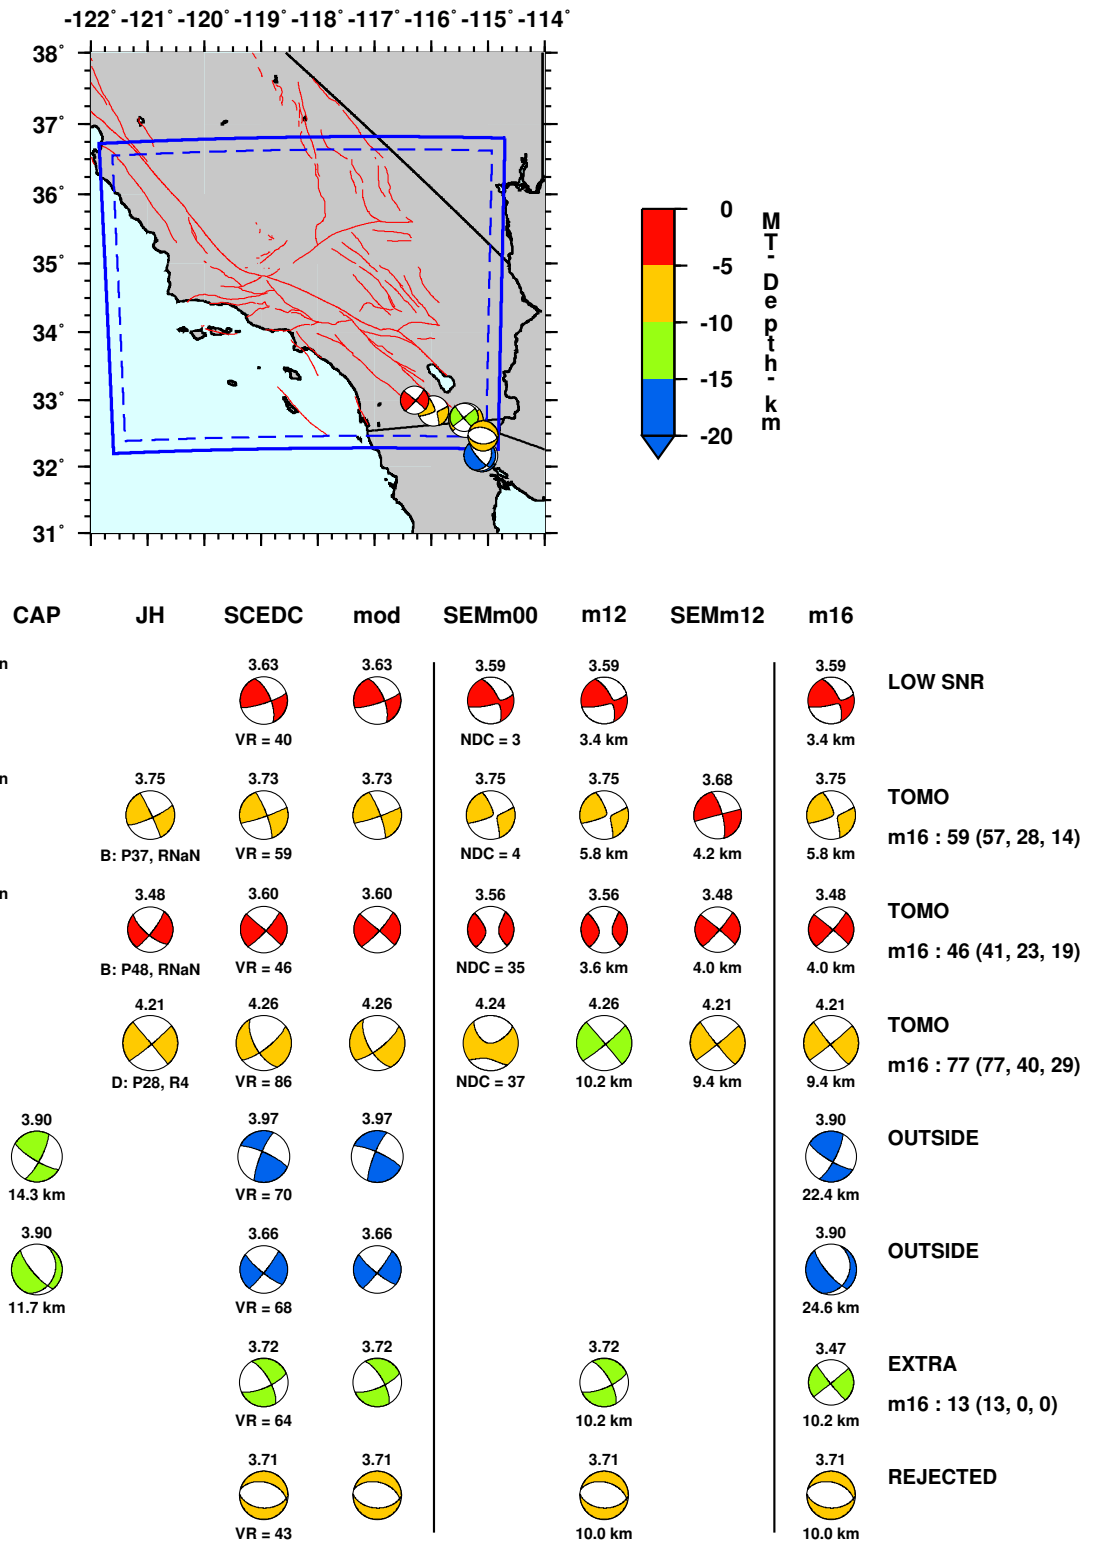 -122° -121° -120° -119° -118° -117° -116° -115° -114°
38°
37°
36°
35°
34°
33°
32°
31°
0
-5
-10
-15
-20
MT- Depth- km
CAP JH SCEDC mod SEMm00 m12 SEMm12 m16
n
3.63 3.63 3.59 3.59 3.59
LOW SNR
VR = 40 NDC = 3 3.4 km 3.4 km
n
3.75 3.73 3.73 3.75 3.75 3.68 3.75
TOMO
m16 : 59 (57, 28, 14)
B: P37, RNaN VR = 59 NDC = 4 5.8 km 4.2 km 5.8 km
n
3.48 3.60 3.60 3.56 3.56 3.48 3.48
TOMO
m16 : 46 (41, 23, 19)
B: P48, RNaN VR = 46 NDC = 35 3.6 km 4.0 km 4.0 km
4.21 4.26 4.26 4.24 4.26 4.21 4.21
TOMO
m16 : 77 (77, 40, 29)
D: P28, R4 VR = 86 NDC = 37 10.2 km 9.4 km 9.4 km
3.90 3.97 3.97 3.90
OUTSIDE
14.3 km VR = 70 22.4 km
3.90 3.66 3.66 3.90
OUTSIDE
11.7 km VR = 68 24.6 km
3.72 3.72 3.72 3.47
EXTRA
m16 : 13 (13, 0, 0)
VR = 64 10.2 km 10.2 km
3.71 3.71 3.71 3.71
REJECTED
VR = 43 10.0 km 10.0 km